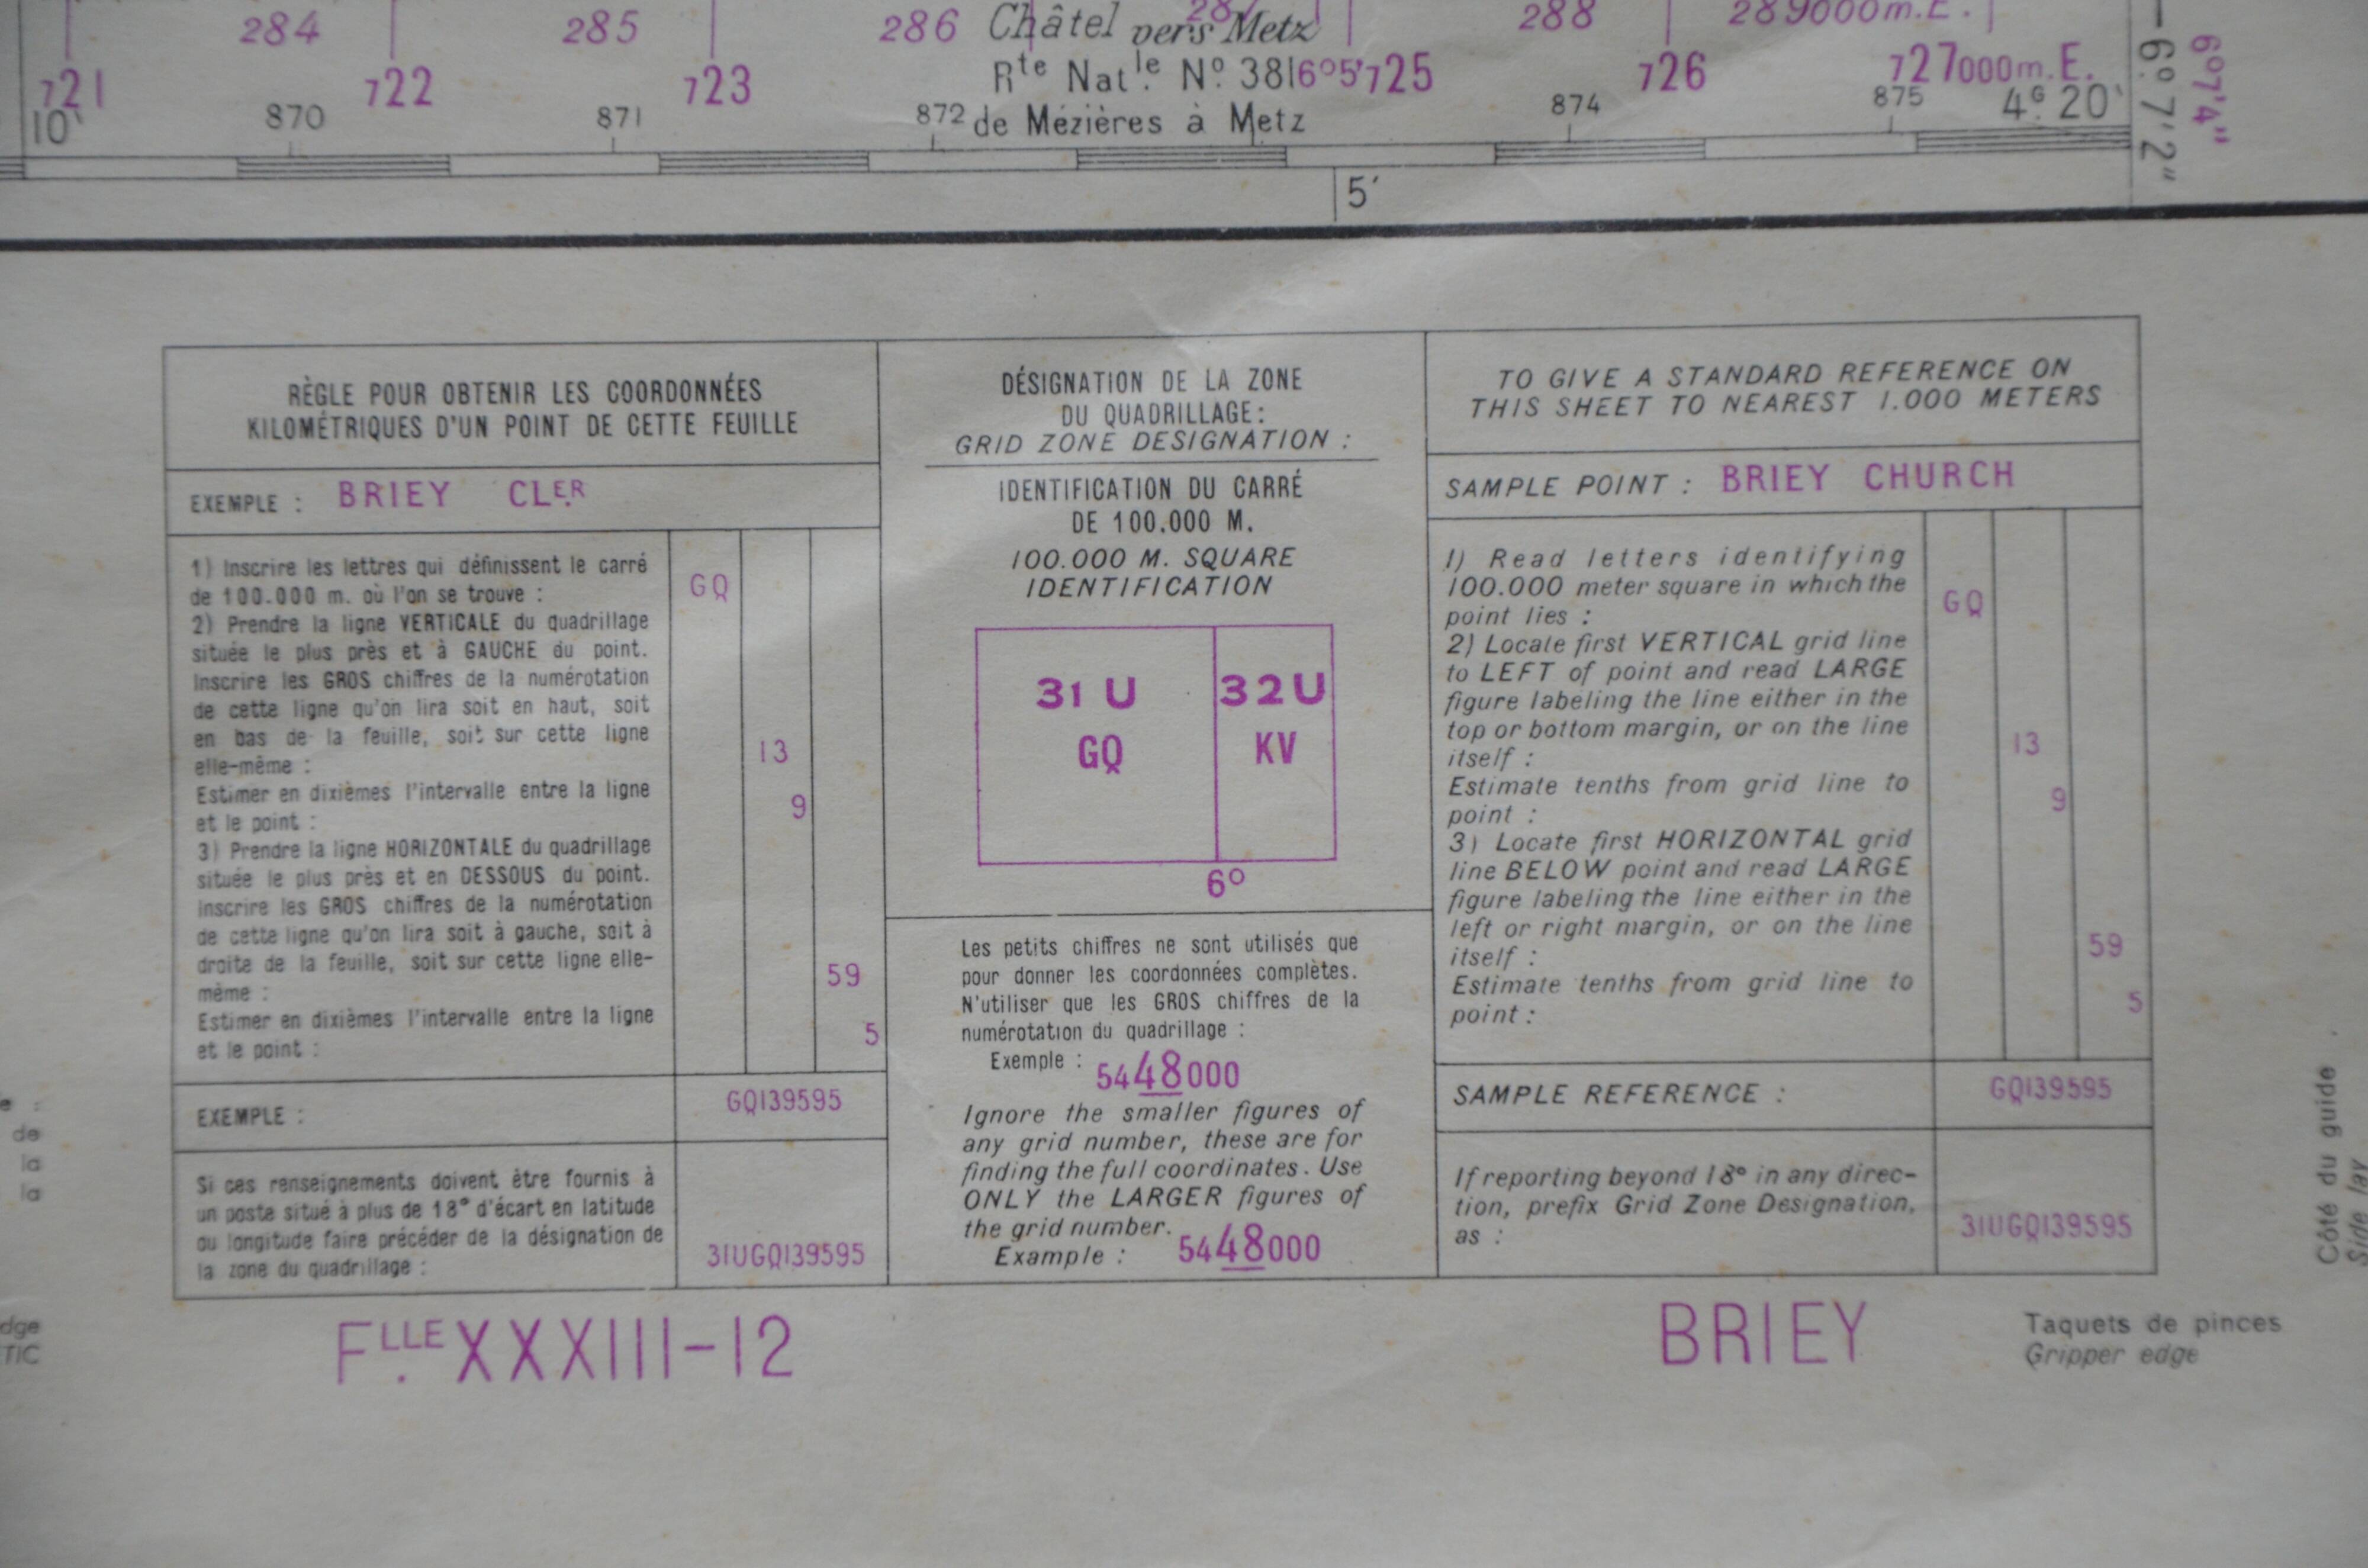 284 285 286 Châtel 287 288 289000m.E.
vers Metz
721 722 723 Rte Natle No. 381 6°5' 725 726 727000m.E.
10' 870 871 872 de Mézières à Metz 874 875 4G. 20'
5'
6°7'2"
6°7'4"
RÈGLE POUR OBTENIR LES COORDONNÉES
KILOMÉTRIQUES D'UN POINT DE CETTE FEUILLE
EXEMPLE : BRIEY CLER
1) Inscrire les lettres qui définissent le carré
de 100.000 m. où l'on se trouve :
GQ
2) Prendre la ligne VERTICALE du quadrillage
située le plus près et à GAUCHE du point.
Inscrire les GROS chiffres de la numérotation
de cette ligne qu'on lira soit en haut, soit
en bas de la feuille, soit sur cette ligne
elle-même :
13
Estimer en dixièmes l'intervalle entre la ligne
et le point :
9
3) Prendre la ligne HORIZONTALE du quadrillage
située le plus près et en DESSOUS du point.
Inscrire les GROS chiffres de la numérotation
de cette ligne qu'on lira soit à gauche, soit à
droite de la feuille, soit sur cette ligne elle-
même :
59
Estimer en dixièmes l'intervalle entre la ligne
et le point :
5
EXEMPLE : GQ139595
Si ces renseignements doivent être fournis à
un poste situé à plus de 18° d'écart en latitude
ou longitude faire précéder de la désignation de
la zone du quadrillage :
31UGQ139595
DÉSIGNATION DE LA ZONE
DU QUADRILLAGE:
GRID ZONE DESIGNATION :
IDENTIFICATION DU CARRÉ
DE 100.000 M.
100.000 M. SQUARE
IDENTIFICATION
31 U 32U
GQ KV
6°
Les petits chiffres ne sont utilisés que
pour donner les coordonnées complètes.
N'utiliser que les GROS chiffres de la
numérotation du quadrillage :
Exemple : 5448000
Ignore the smaller figures of
any grid number, these are for
finding the full coordinates. Use
ONLY the LARGER figures of
the grid number.
Example : 5448000
TO GIVE A STANDARD REFERENCE ON
THIS SHEET TO NEAREST 1.000 METERS
SAMPLE POINT : BRIEY CHURCH
1) Read letters identifying
100.000 meter square in which the
point lies :
GQ
2) Locate first VERTICAL grid line
to LEFT of point and read LARGE
figure labeling the line either in the
top or bottom margin, or on the line
itself :
13
Estimate tenths from grid line to
point :
9
3) Locate first HORIZONTAL grid
line BELOW point and read LARGE
figure labeling the line either in the
left or right margin, or on the line
itself :
59
Estimate tenths from grid line to
point :
5
SAMPLE REFERENCE : GQ139595
If reporting beyond 18° in any direc-
tion, prefix Grid Zone Designation,
as :
31UGQ139595
de
la
la
dge
TIC
FLLE. XXXIII-12
BRIEY
Taquets de pinces
Gripper edge
Côté du guide
Side lay